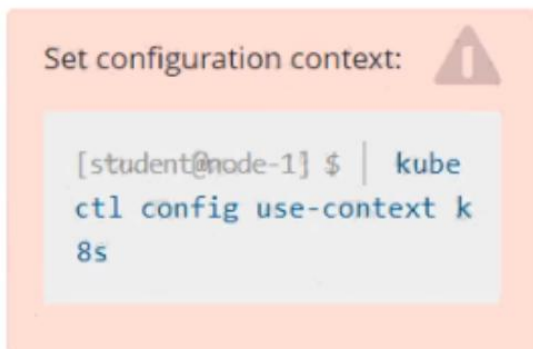 Set configuration context:
[student@node-1] $ | kube
ctl config use-context k
8s